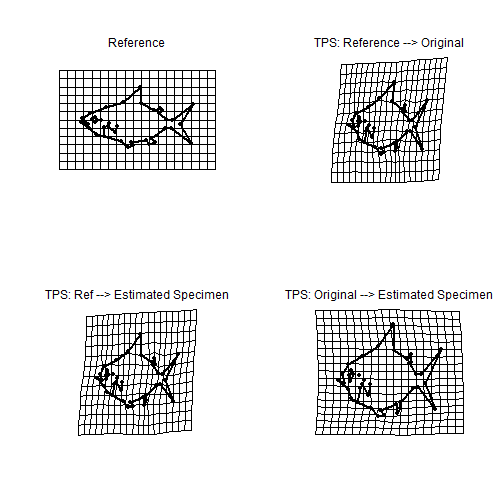 Reference
TPS: Reference --> Original
TPS: Ref --> Estimated Specimen
TPS: Original --> Estimated Specimen